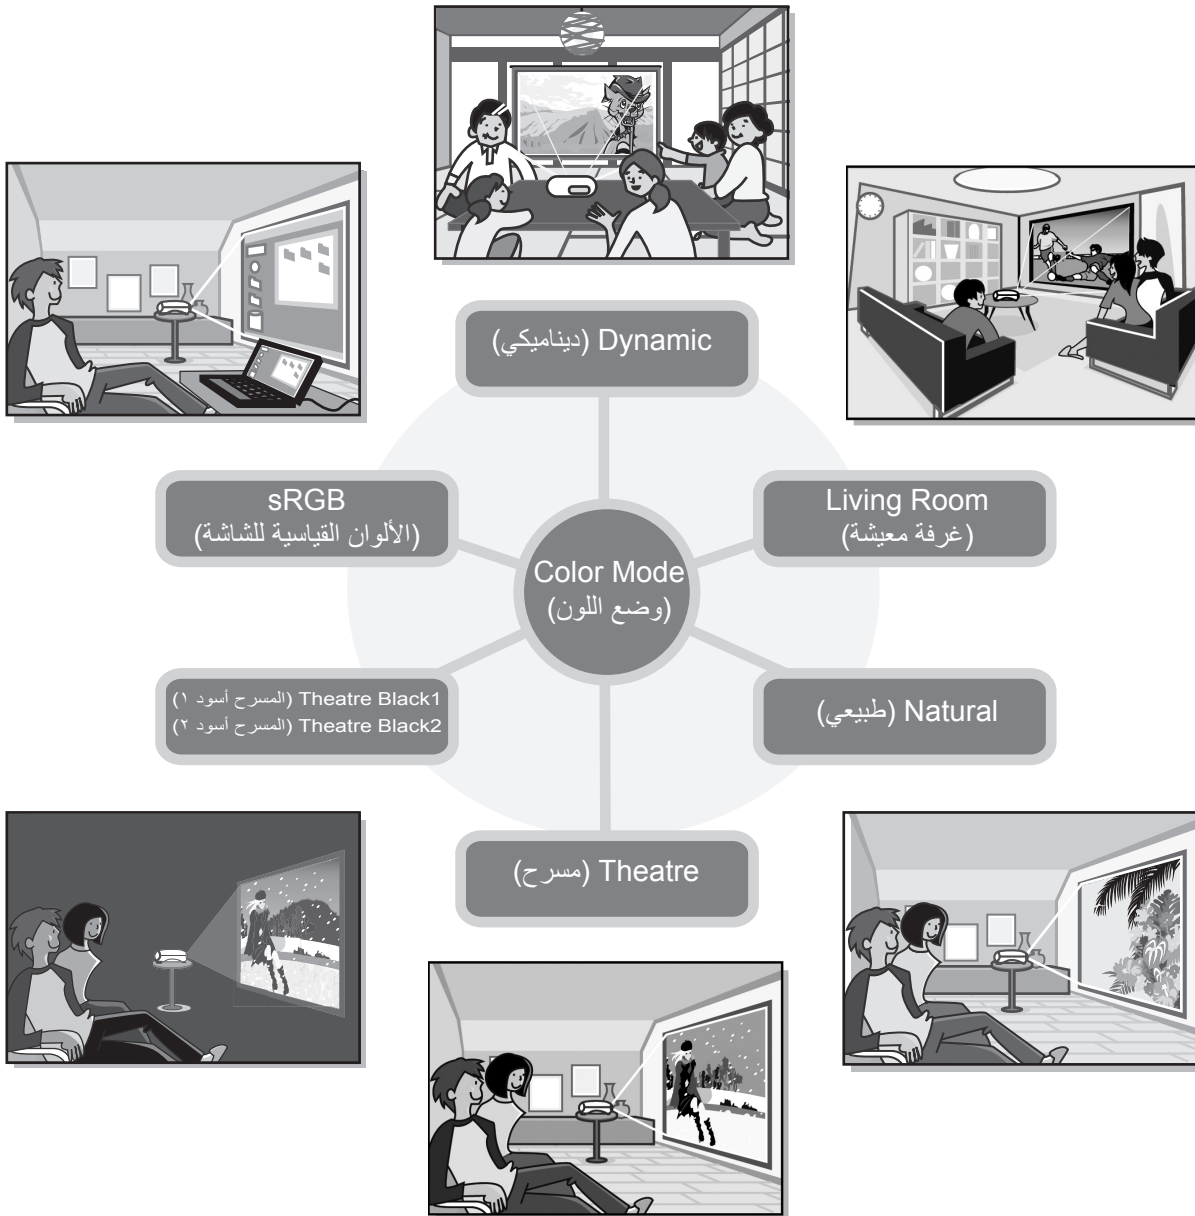 Dynamic (ديناميكي)
sRGB
(الألوان القياسية للشاشة)
Living Room
(غرفة معيشة)
Color Mode
(وضع اللون)
Theatre Black1 (المسرح أسود ١)
Theatre Black2 (المسرح أسود ٢)
Natural (طبيعي)
Theatre (مسرح)